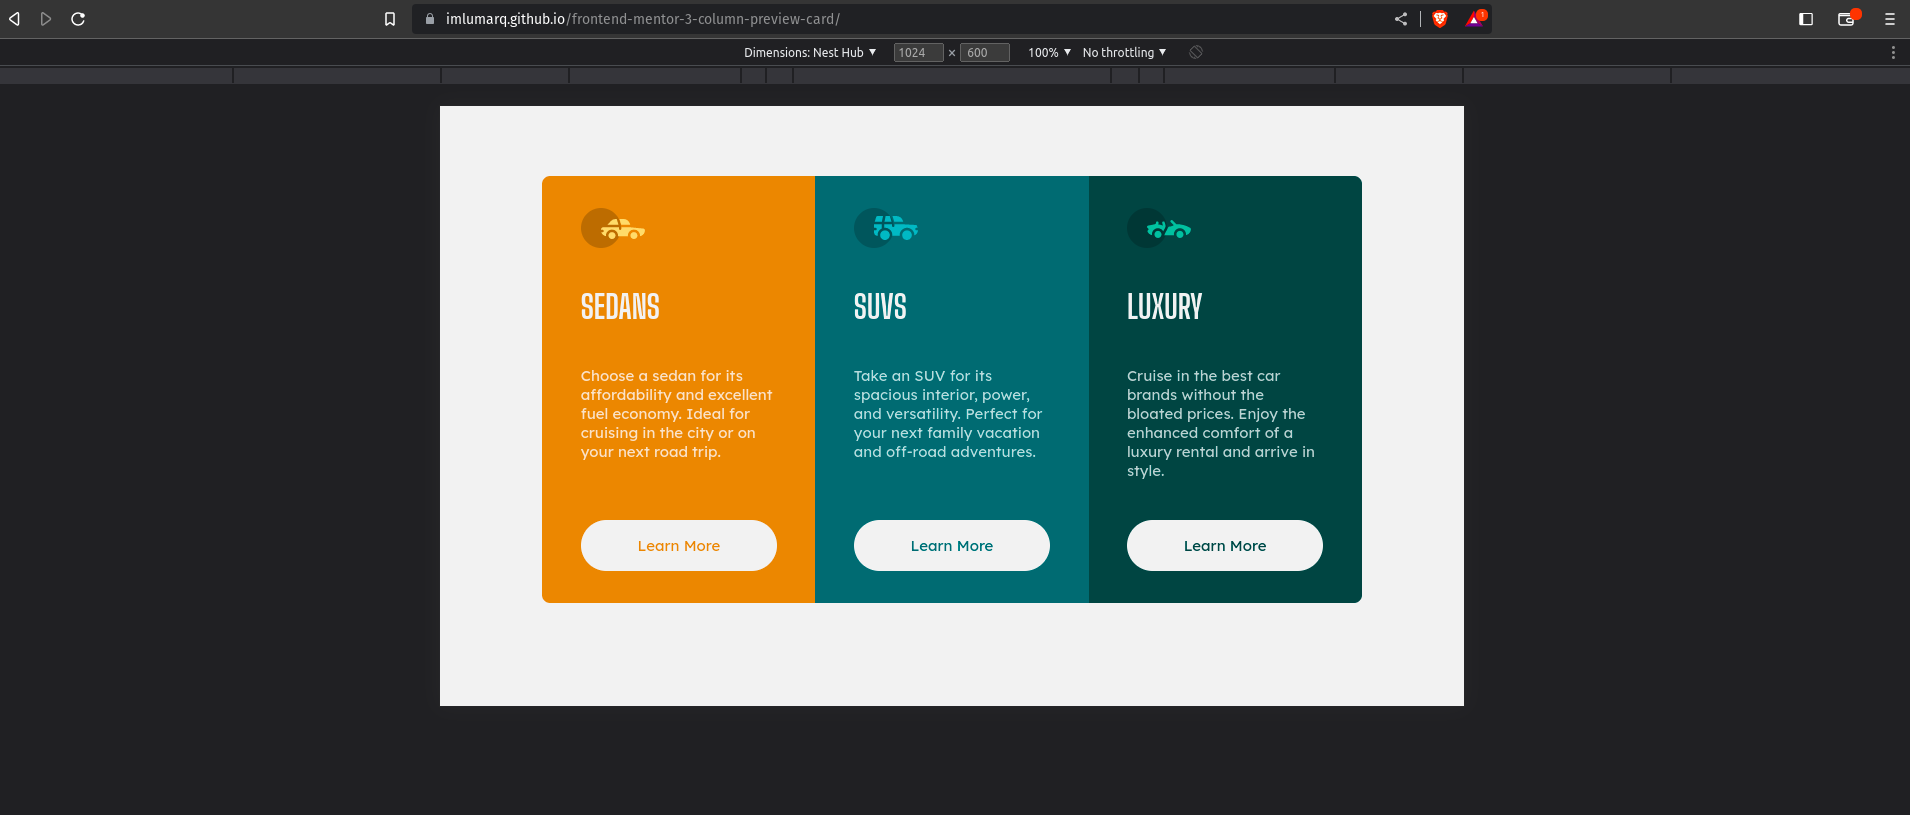 imlumarq.github.io/frontend-mentor-3-column-preview-card/
1
Dimensions: Nest Hub ▼ 1024 × 600 100% ▼ No throttling ▼
SEDANS
Choose a sedan for its
affordability and excellent
fuel economy. Ideal for
cruising in the city or on
your next road trip.
Learn More
SUVS
Take an SUV for its
spacious interior, power,
and versatility. Perfect for
your next family vacation
and off-road adventures.
Learn More
LUXURY
Cruise in the best car
brands without the
bloated prices. Enjoy the
enhanced comfort of a
luxury rental and arrive in
style.
Learn More